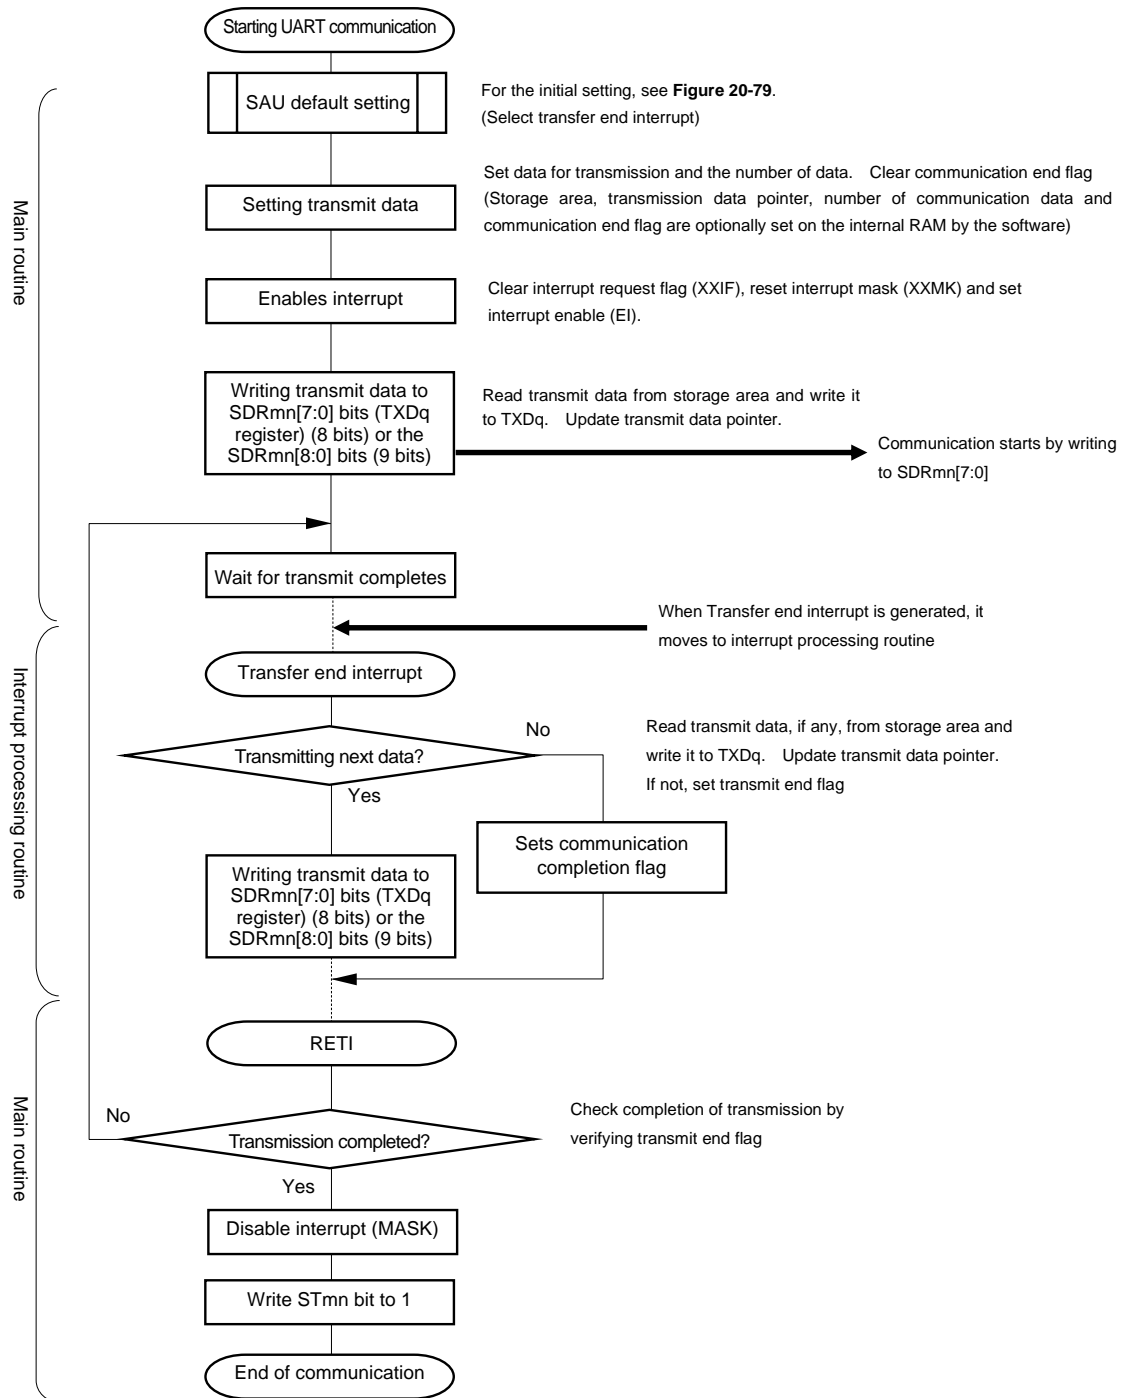 Starting UART communication
SAU default setting
For the initial setting, see Figure 20-79.
(Select transfer end interrupt)
Main routine
Setting transmit data
Set data for transmission and the number of data. Clear communication end flag
(Storage area, transmission data pointer, number of communication data and
communication end flag are optionally set on the internal RAM by the software)
Enables interrupt
Clear interrupt request flag (XXIF), reset interrupt mask (XXMK) and set
interrupt enable (EI).
Writing transmit data to
SDRmn[7:0] bits (TXDq
register) (8 bits) or the
SDRmn[8:0] bits (9 bits)
Read transmit data from storage area and write it
to TXDq. Update transmit data pointer.
Communication starts by writing
to SDRmn[7:0]
Wait for transmit completes
When Transfer end interrupt is generated, it
moves to interrupt processing routine
Interrupt processing routine
Transfer end interrupt
Transmitting next data?
No
Yes
Read transmit data, if any, from storage area and
write it to TXDq. Update transmit data pointer.
If not, set transmit end flag
Sets communication
completion flag
Writing transmit data to
SDRmn[7:0] bits (TXDq
register) (8 bits) or the
SDRmn[8:0] bits (9 bits)
RETI
Main routine
No
Transmission completed?
Yes
Check completion of transmission by
verifying transmit end flag
Disable interrupt (MASK)
Write STmn bit to 1
End of communication